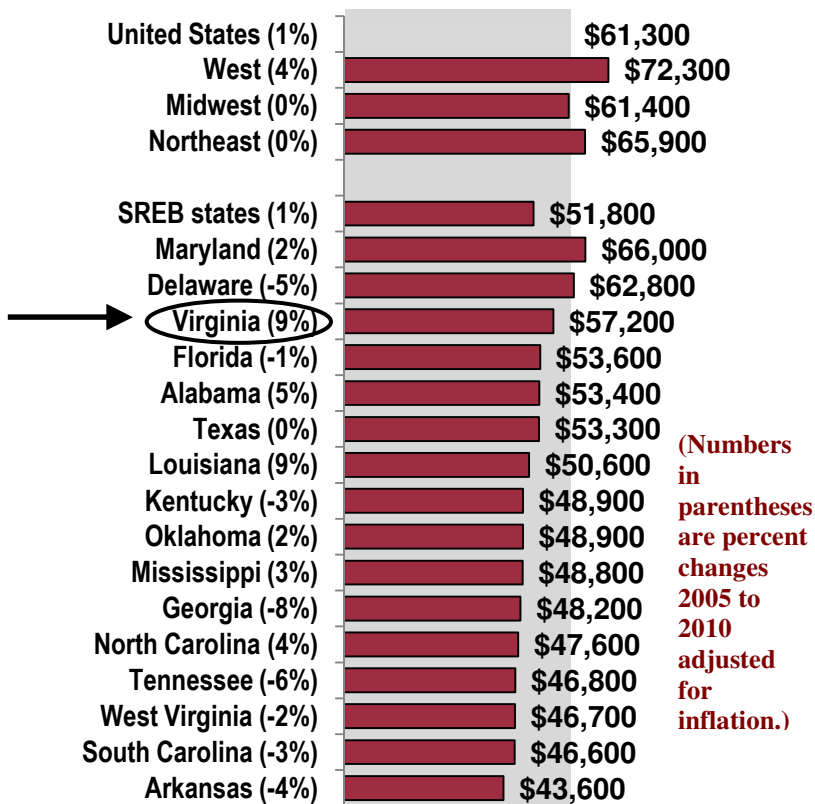 United States (1%) $61,300
West (4%) $72,300
Midwest (0%) $61,400
Northeast (0%) $65,900
SREB states (1%) $51,800
Maryland (2%) $66,000
Delaware (-5%) $62,800
Virginia (9%) $57,200
Florida (-1%) $53,600
Alabama (5%) $53,400
Texas (0%) $53,300
Louisiana (9%) $50,600
Kentucky (-3%) $48,900
Oklahoma (2%) $48,900
Mississippi (3%) $48,800
Georgia (-8%) $48,200
North Carolina (4%) $47,600
Tennessee (-6%) $46,800
West Virginia (-2%) $46,700
South Carolina (-3%) $46,600
Arkansas (-4%) $43,600
(Numbers
in
parentheses
are percent
changes
2005 to
2010
adjusted
for
inflation.)